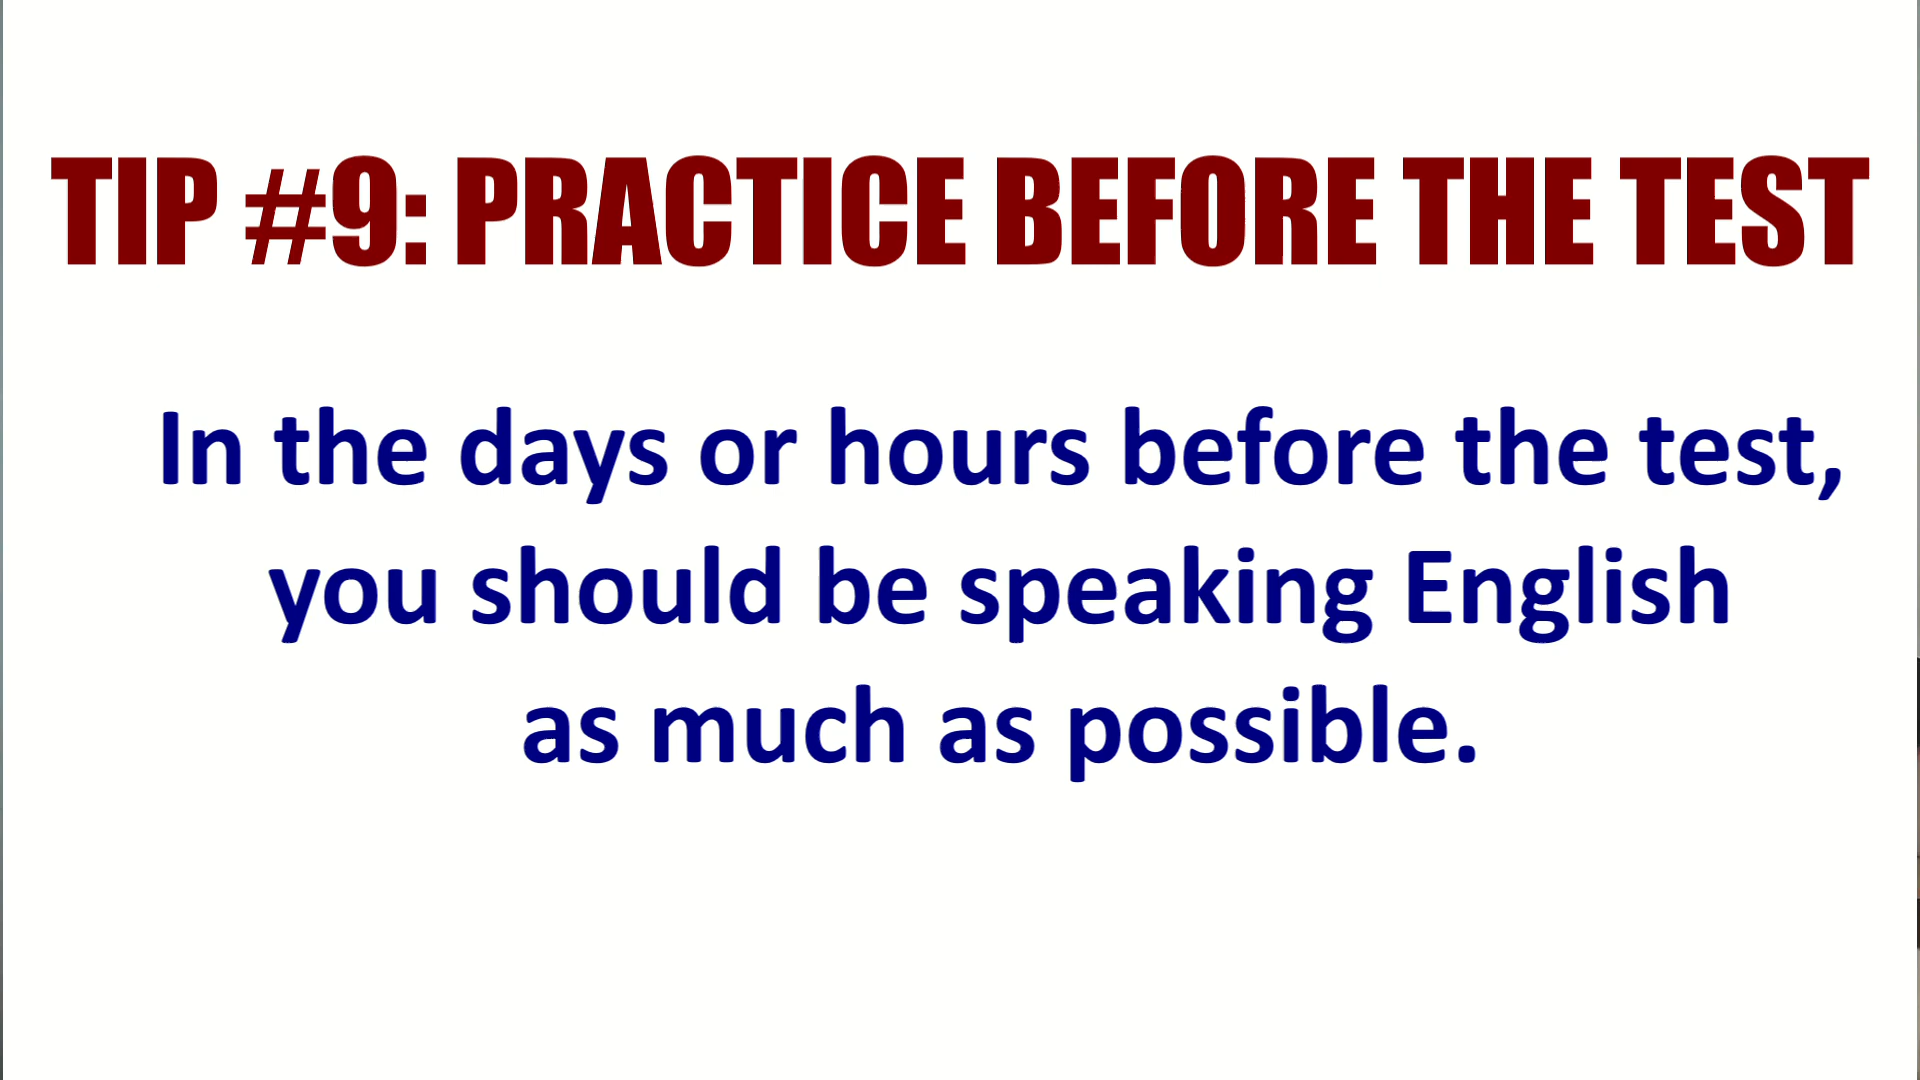 TIP #9: PRACTICE BEFORE THE TEST
In the days or hours before the test,
you should be speaking English
as much as possible.